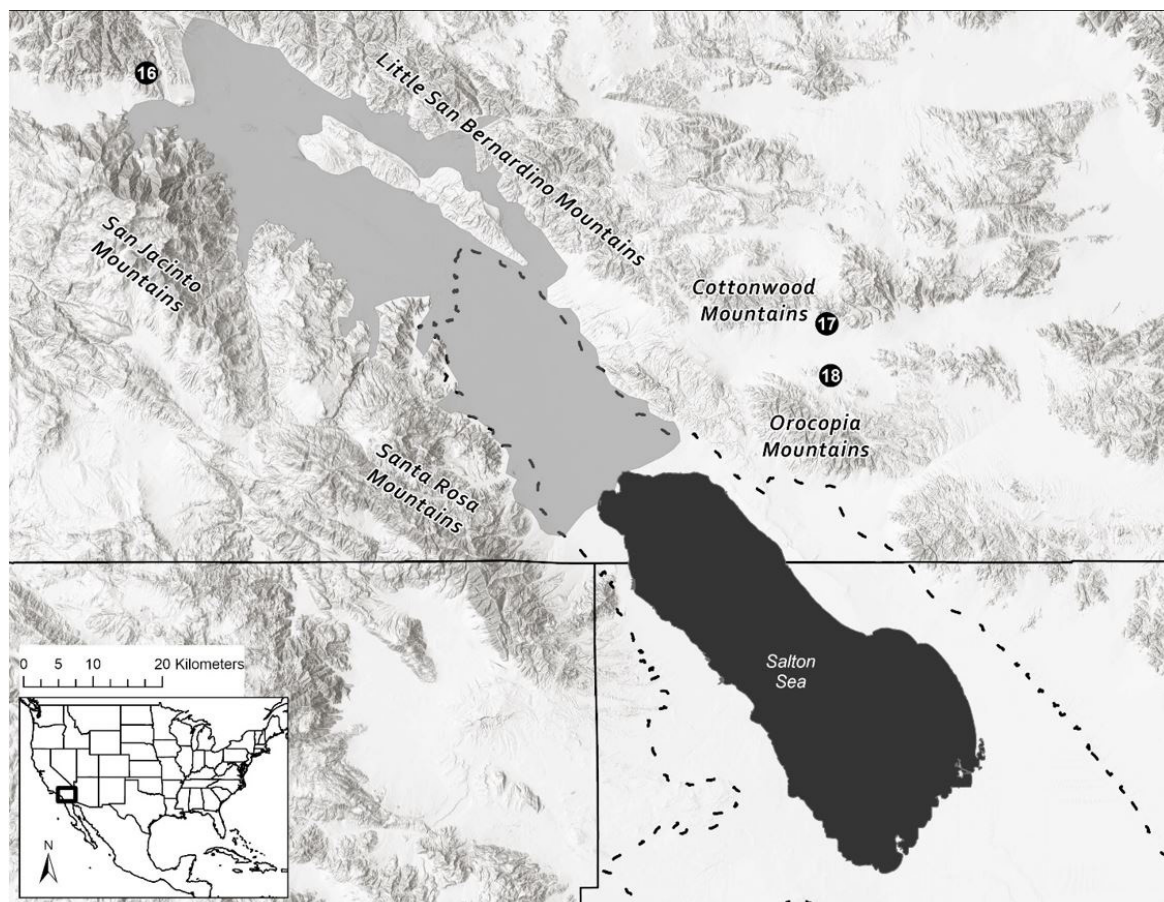 16
Little San Bernardino Mountains
San Jacinto
Mountains
Cottonwood
Mountains
17
18
Orocopia
Mountains
Santa Rosa
Mountains
Salton
Sea
0 5 10 20 Kilometers
N